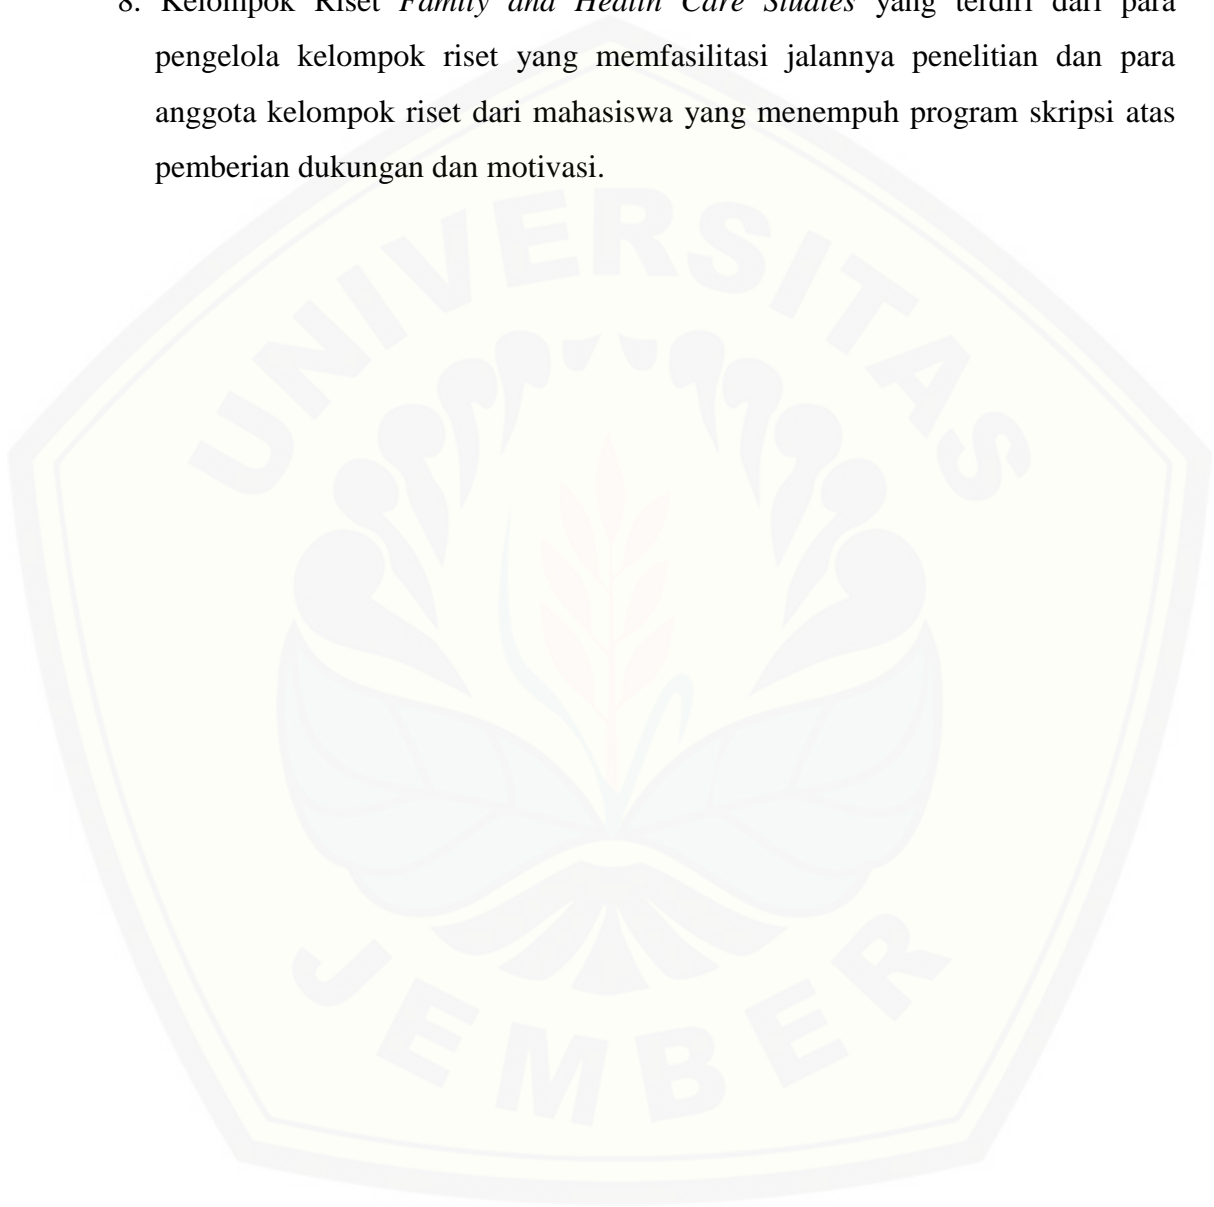 8. Kelompok Riset Family and Health Care Studies yang terdiri dari para
pengelola kelompok riset yang memfasilitasi jalannya penelitian dan para
anggota kelompok riset dari mahasiswa yang menempuh program skripsi atas
pemberian dukungan dan motivasi.
UNIVERSITAS
JEMBER